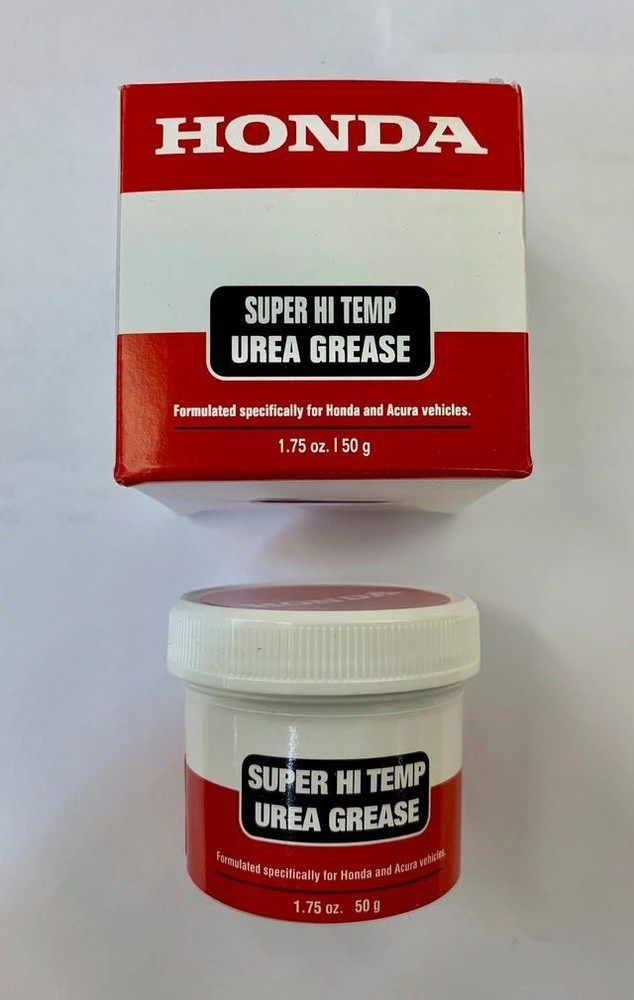 HONDA
SUPER HI TEMP
UREA GREASE
Formulated specifically for Honda and Acura vehicles.
1.75 oz. | 50 g
HONDA
SUPER HI TEMP
UREA GREASE
Formulated specifically for Honda and Acura vehicles.
1.75 oz. 50 g